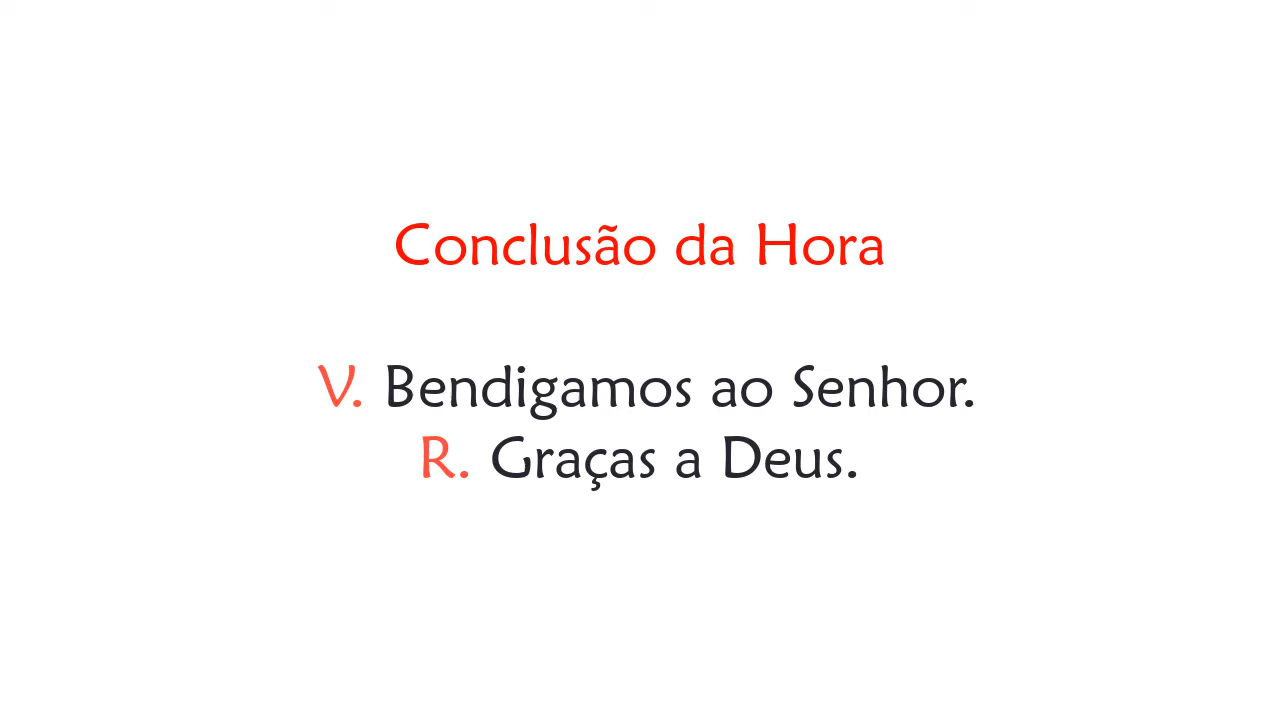 Conclusão da Hora
V. Bendigamos ao Senhor.
R. Graças a Deus.